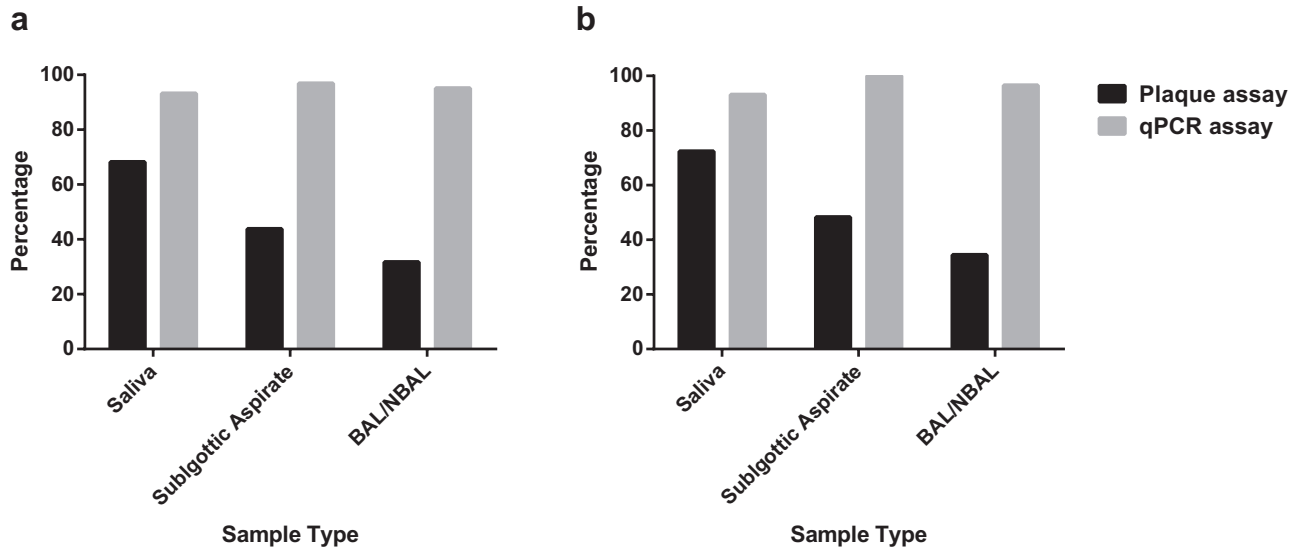 a
Percentage
100
80
60
40
20
0
Saliva
Sublgottic Aspirate
BAL/NBAL
Sample Type
b
Percentage
100
80
60
40
20
0
Saliva
Sublgottic Aspirate
BAL/NBAL
Sample Type
Plaque assay
qPCR assay